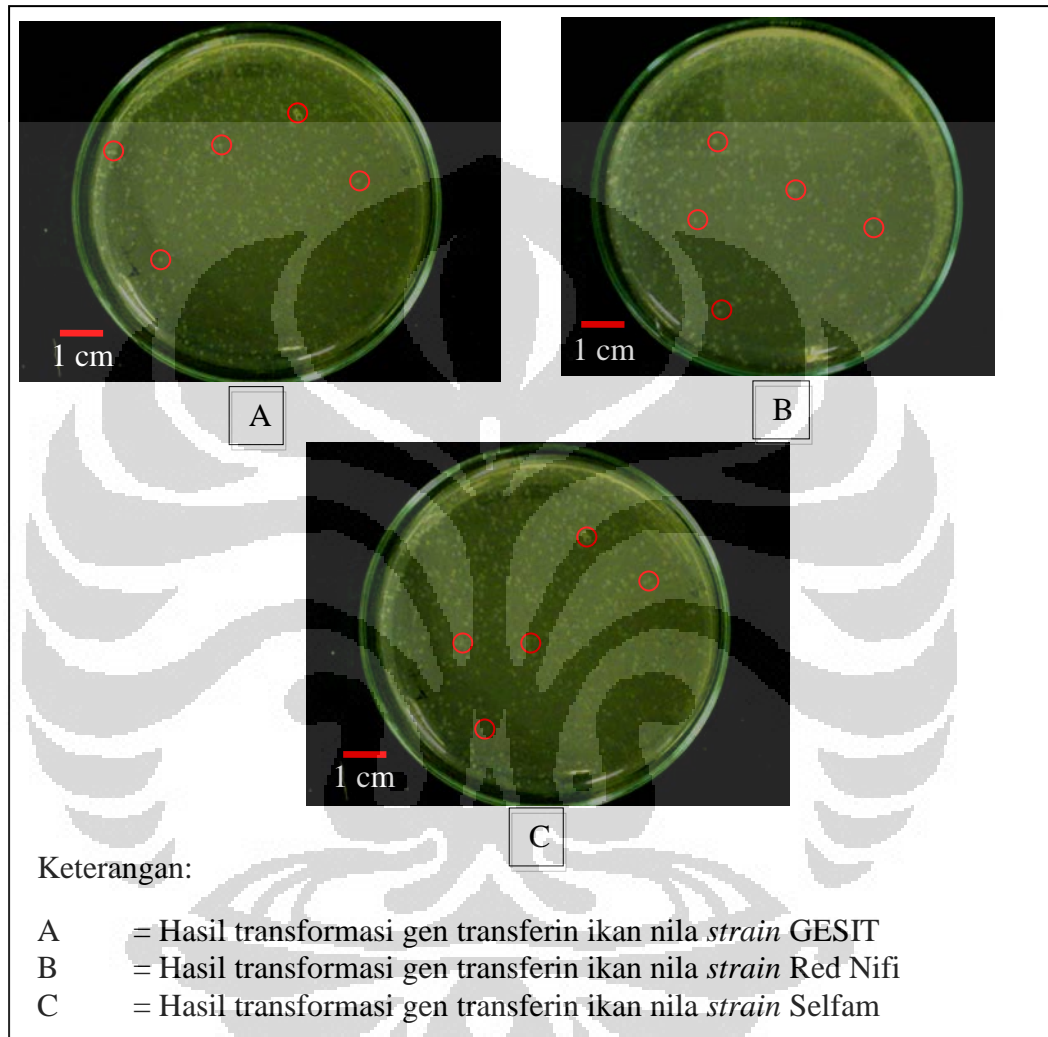 1 cm
1 cm
A
B
1 cm
C
Keterangan:
A = Hasil transformasi gen transferin ikan nila strain GESIT
B = Hasil transformasi gen transferin ikan nila strain Red Nifi
C = Hasil transformasi gen transferin ikan nila strain Selfam